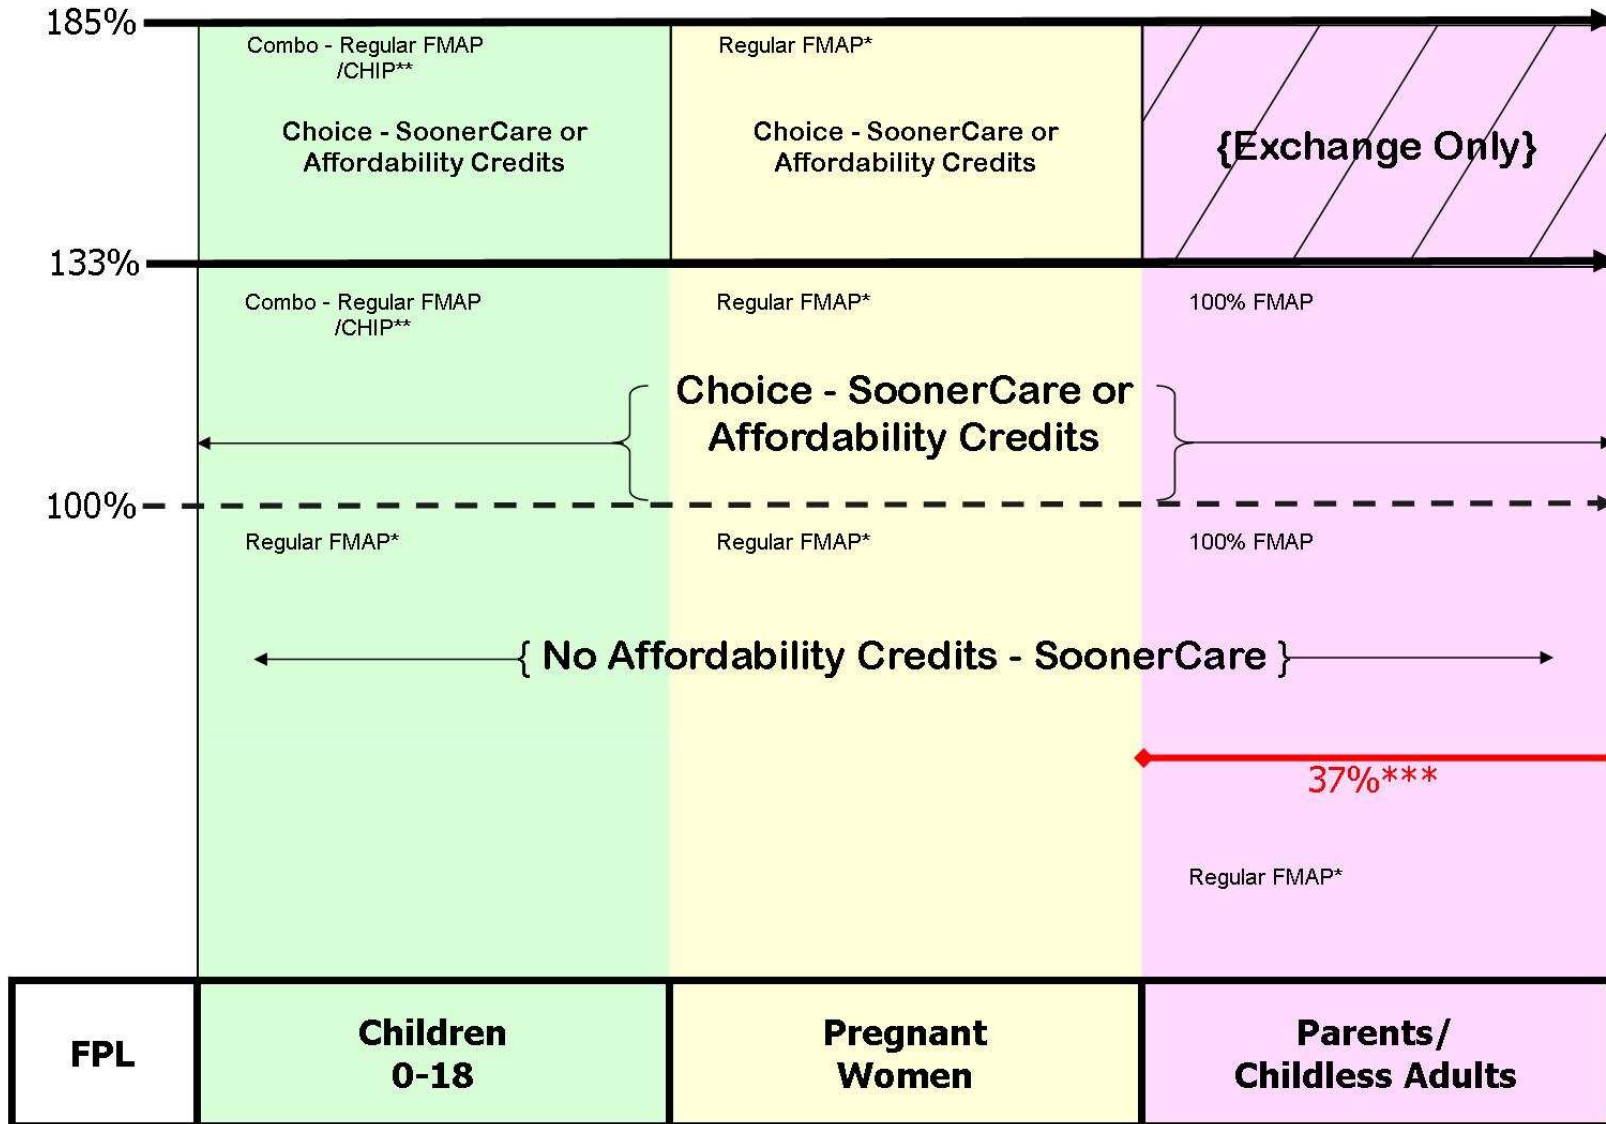 185%
Combo - Regular FMAP
/CHIP**
Choice - SoonerCare or
Affordability Credits
Regular FMAP*
Choice - SoonerCare or
Affordability Credits
{Exchange Only}
133%
Combo - Regular FMAP
/CHIP**
Regular FMAP*
100% FMAP
Choice - SoonerCare or
Affordability Credits
100%
Regular FMAP*
Regular FMAP*
100% FMAP
{ No Affordability Credits - SoonerCare }
37%***
Regular FMAP*
FPL
Children
0-18
Pregnant
Women
Parents/
Childless Adults